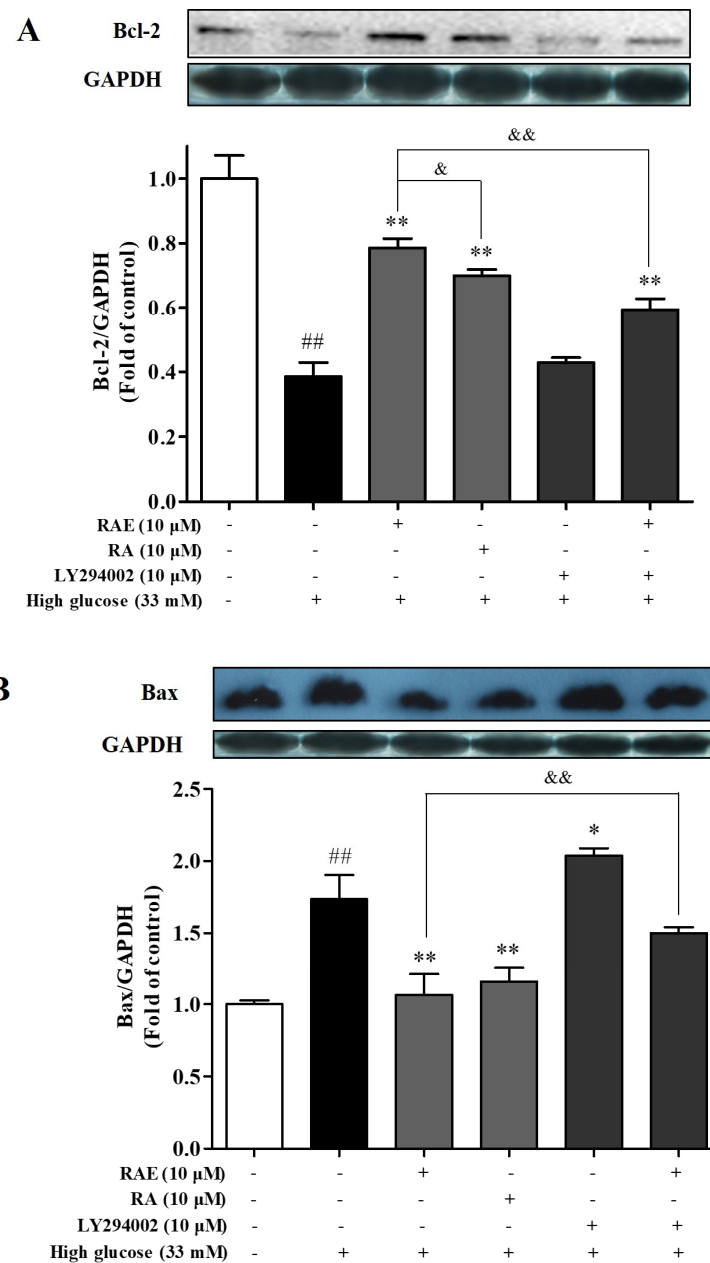 A
Bcl-2
GAPDH
&&
&
** ** **
##
Bcl-2/GAPDH
(Fold of control)
1.0
0.8
0.6
0.4
0.2
0.0
RAE (10 µM) - - + - - +
RA (10 µM) - - - + - -
LY294002 (10 µM) - - - - + +
High glucose (33 mM) - + + + + +
B
Bax
GAPDH
&&
## ** ** *
Bax/GAPDH
(Fold of control)
2.5
2.0
1.5
1.0
0.5
0.0
RAE (10 µM) - - + - - +
RA (10 µM) - - - + - -
LY294002 (10 µM) - - - - + +
High glucose (33 mM) - + + + + +